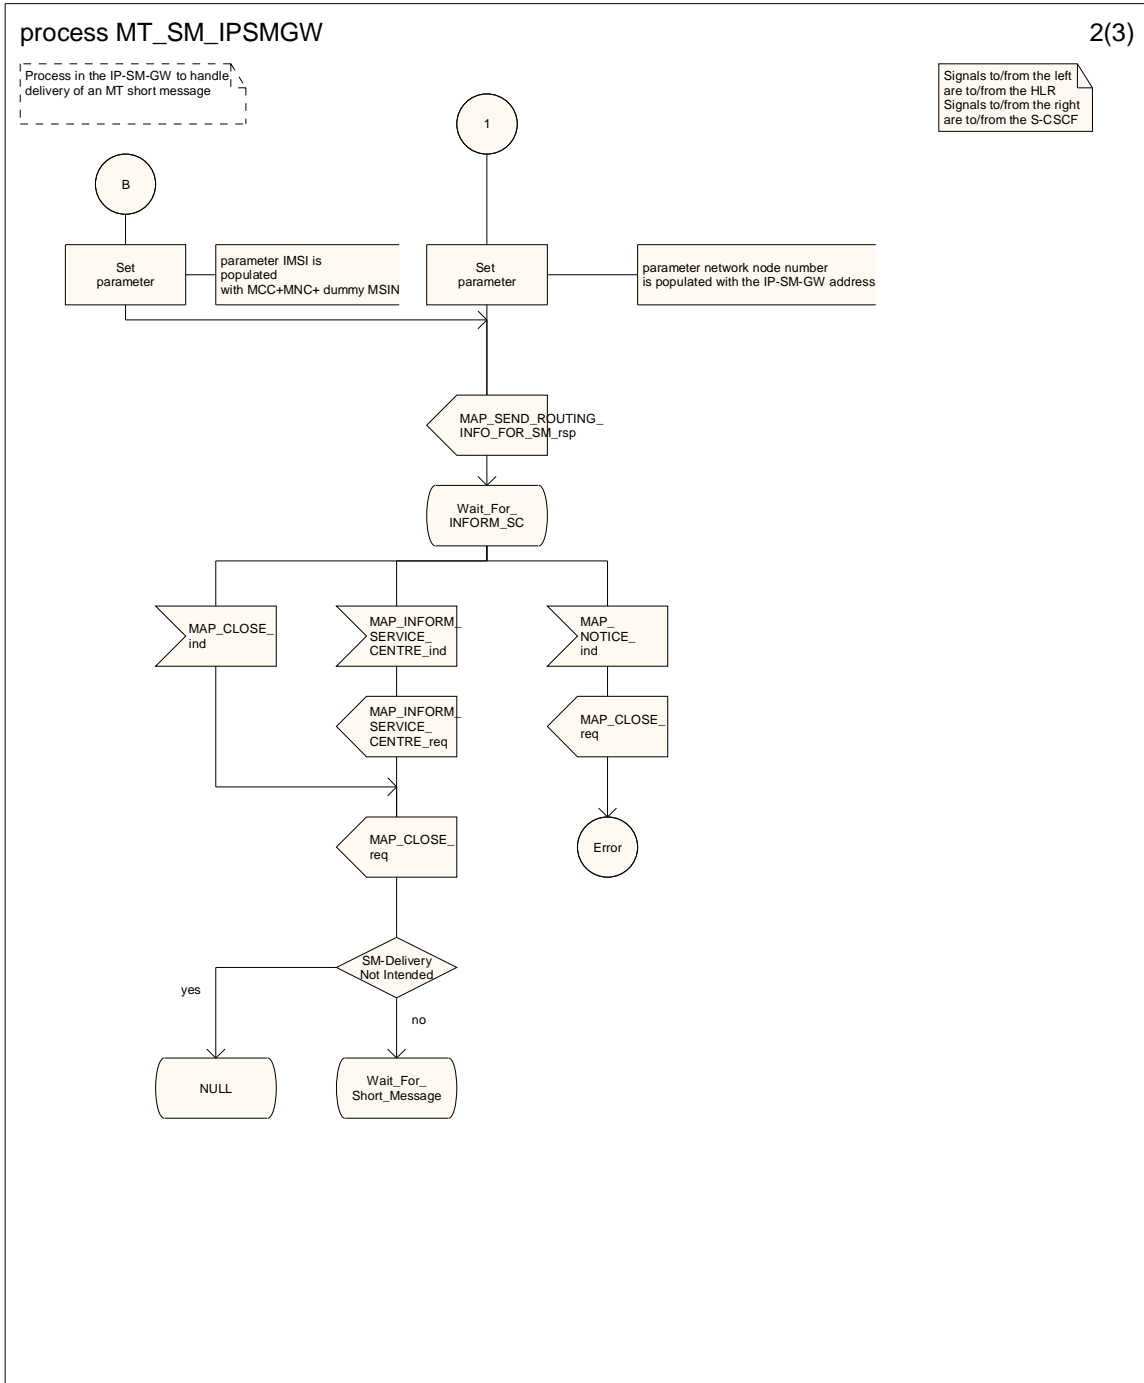 process MT_SM_IPSMGW
2(3)
Process in the IP-SM-GW to handle
delivery of an MT short message
Signals to/from the left
are to/from the HLR
Signals to/from the right
are to/from the S-CSCF
1
B
Set
parameter
parameter IMSI is
populated
with MCC+MNC+ dummy MSIN
Set
parameter
parameter network node number
is populated with the IP-SM-GW address
MAP_SEND_ROUTING_
INFO_FOR_SM_rsp
Wait_For_
INFORM_SC
MAP_CLOSE_
ind
MAP_INFORM_
SERVICE_
CENTRE_ind
MAP_
NOTICE_
ind
MAP_INFORM_
SERVICE_
CENTRE_req
MAP_CLOSE_
req
MAP_CLOSE_
req
Error
SM-Delivery
Not Intended
yes
no
NULL
Wait_For_
Short_Message